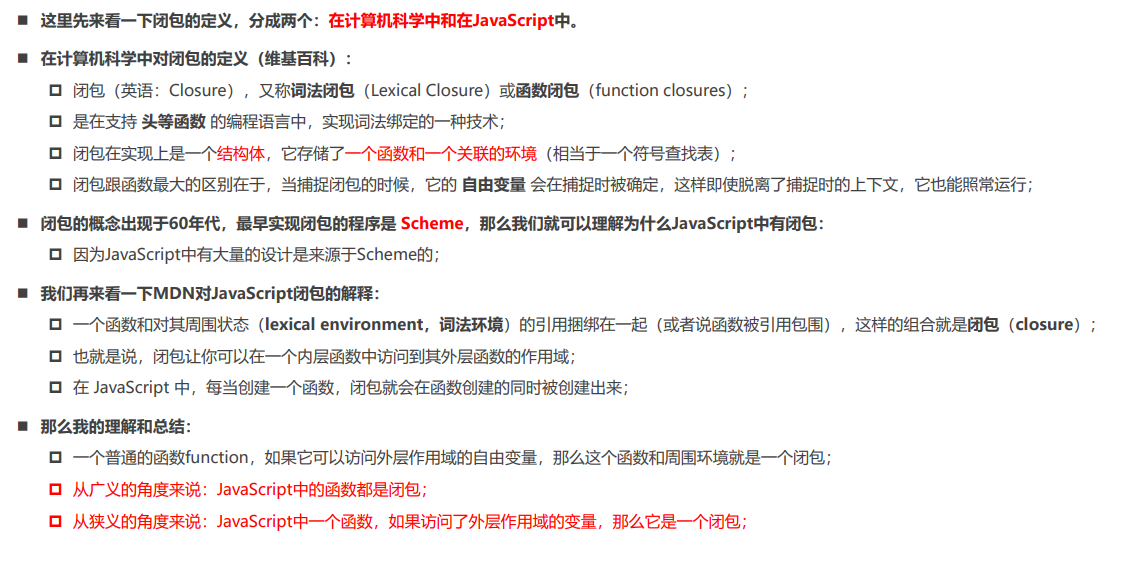 这里先来看一下闭包的定义，分成两个：在计算机科学中和在JavaScript中。
在计算机科学中对闭包的定义（维基百科）：
闭包（英语：Closure），又称词法闭包（Lexical Closure）或函数闭包（function closures）；
是在支持 头等函数 的编程语言中，实现词法绑定的一种技术；
闭包在实现上是一个结构体，它存储了一个函数和一个关联的环境（相当于一个符号查找表）；
闭包跟函数最大的区别在于，当捕捉闭包的时候，它的 自由变量 会在捕捉时被确定，这样即使脱离了捕捉时的上下文，它也能照常运行；
闭包的概念出现于60年代，最早实现闭包的程序是 Scheme，那么我们就可以理解为什么JavaScript中有闭包：
因为JavaScript中有大量的设计是来源于Scheme的；
我们再来看一下MDN对JavaScript闭包的解释：
一个函数和对其周围状态（lexical environment，词法环境）的引用捆绑在一起（或者说函数被引用包围），这样的组合就是闭包（closure）；
也就是说，闭包让你可以在一个内层函数中访问到其外层函数的作用域；
在 JavaScript 中，每当创建一个函数，闭包就会在函数创建的同时被创建出来；
那么我的理解和总结：
一个普通的函数function，如果它可以访问外层作用域的自由变量，那么这个函数和周围环境就是一个闭包；
从广义的角度来说：JavaScript中的函数都是闭包；
从狭义的角度来说：JavaScript中一个函数，如果访问了外层作用域的变量，那么它是一个闭包；